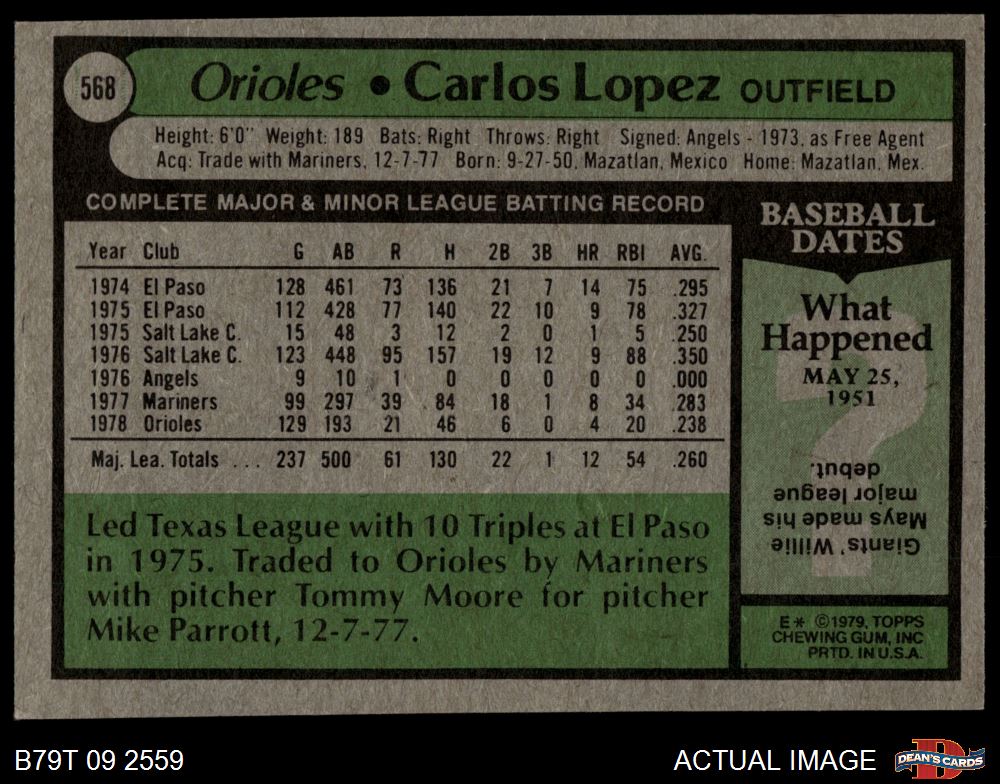 568
Orioles • Carlos Lopez OUTFIELD
Height: 6'0" Weight: 189 Bats: Right Throws: Right Signed: Angels - 1973, as Free Agent
Acq: Trade with Mariners, 12-7-77 Born: 9-27-50, Mazatlan, Mexico Home: Mazatlan, Mex.
COMPLETE MAJOR & MINOR LEAGUE BATTING RECORD
Year Club G AB R H 2B 3B HR RBI AVG.
1974 El Paso 128 461 73 136 21 7 14 75 .295
1975 El Paso 112 428 77 140 22 10 9 78 .327
1975 Salt Lake C. 15 48 3 12 2 0 1 5 .250
1976 Salt Lake C. 123 448 95 157 19 12 9 88 .350
1976 Angels 9 10 1 0 0 0 0 0 .000
1977 Mariners 99 297 39 84 18 1 8 34 .283
1978 Orioles 129 193 21 46 6 0 4 20 .238
Maj. Lea. Totals ... 237 500 61 130 22 1 12 54 .260
Led Texas League with 10 Triples at El Paso
in 1975. Traded to Orioles by Mariners
with pitcher Tommy Moore for pitcher
Mike Parrott, 12-7-77.
BASEBALL
DATES
What
Happened
MAY 25,
1951
?
Giants' Willie
Mays made his
major league
debut.
E* ©1979, TOPPS
CHEWING GUM, INC
PRTD. IN U.S.A.
B79T 09 2559
ACTUAL IMAGE
D
DEAN'S CARDS